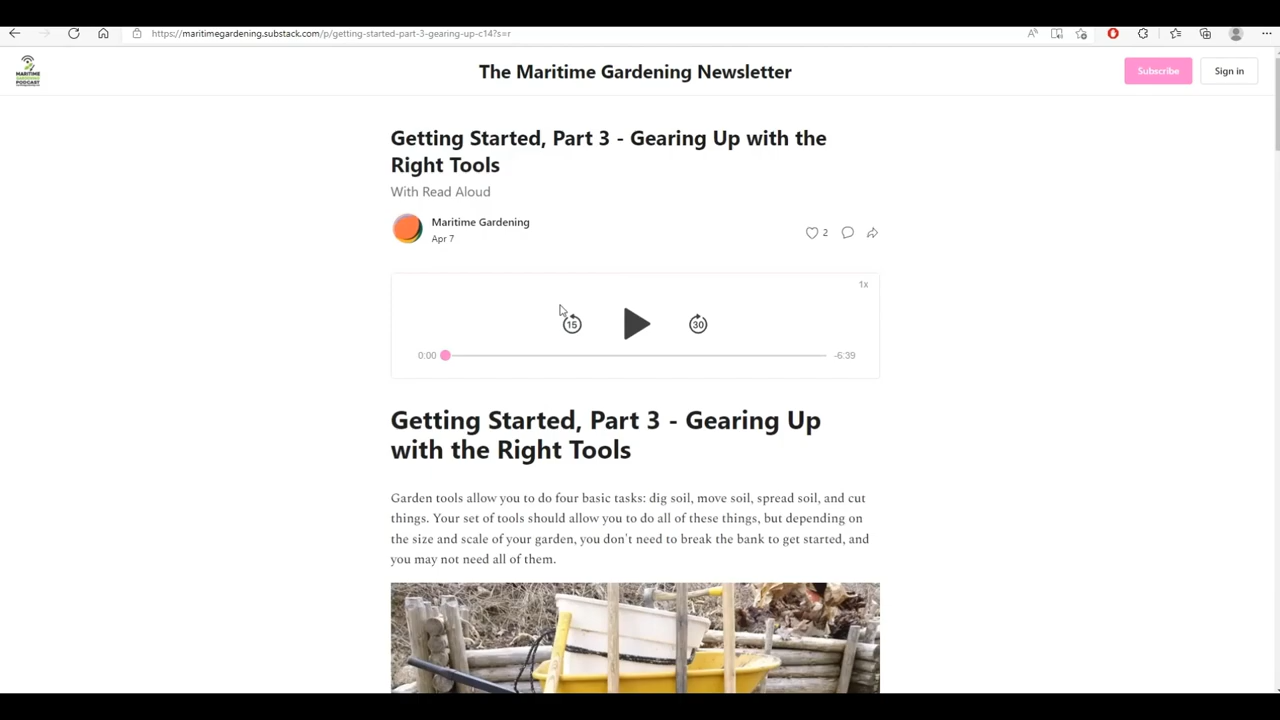 https://maritimegardening.substack.com/p/getting-started-part-3-gearing-up-c14?s=r
MARITIME
GARDENING
PODCAST
The Maritime Gardening Newsletter
Subscribe
Sign in
Getting Started, Part 3 - Gearing Up with the
Right Tools
With Read Aloud
Maritime Gardening
Apr 7
2
1x
15
30
0:00
-6:39
Getting Started, Part 3 - Gearing Up
with the Right Tools
Garden tools allow you to do four basic tasks: dig soil, move soil, spread soil, and cut
things. Your set of tools should allow you to do all of these things, but depending on
the size and scale of your garden, you don't need to break the bank to get started, and
you may not need all of them.